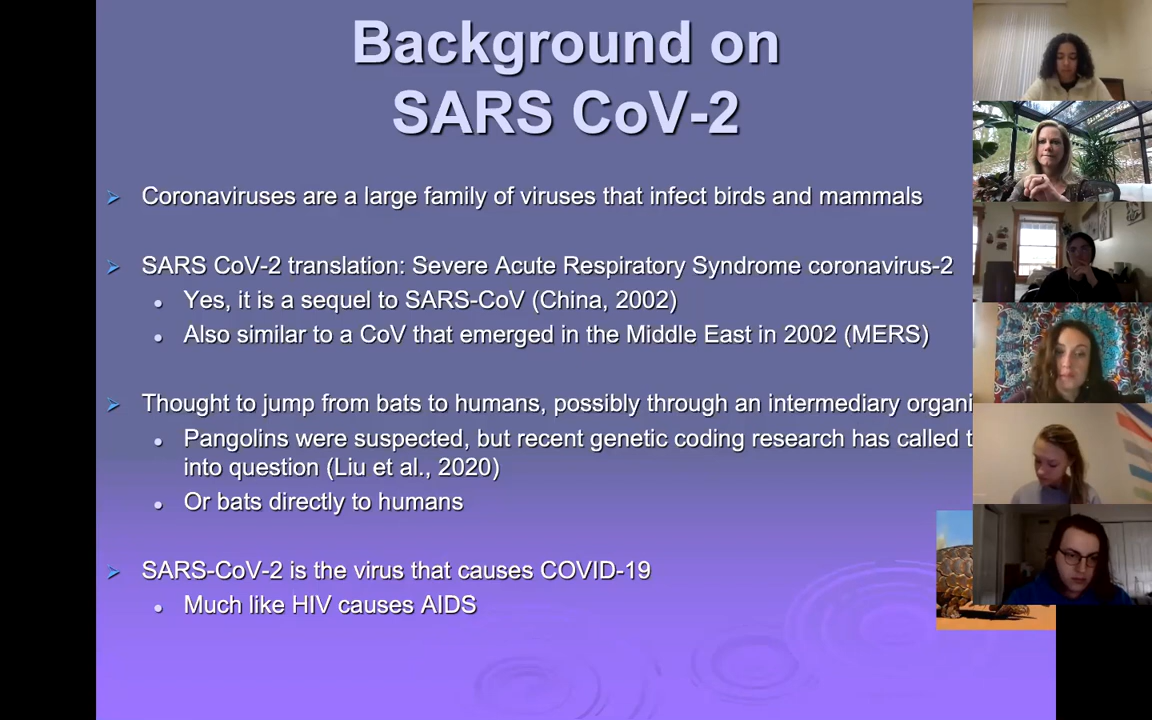 Background on
SARS CoV-2
Coronaviruses are a large family of viruses that infect birds and mammals
SARS CoV-2 translation: Severe Acute Respiratory Syndrome coronavirus-2
Yes, it is a sequel to SARS-CoV (China, 2002)
Also similar to a CoV that emerged in the Middle East in 2002 (MERS)
Thought to jump from bats to humans, possibly through an intermediary organi
Pangolins were suspected, but recent genetic coding research has called t
into question (Liu et al., 2020)
Or bats directly to humans
SARS-CoV-2 is the virus that causes COVID-19
Much like HIV causes AIDS